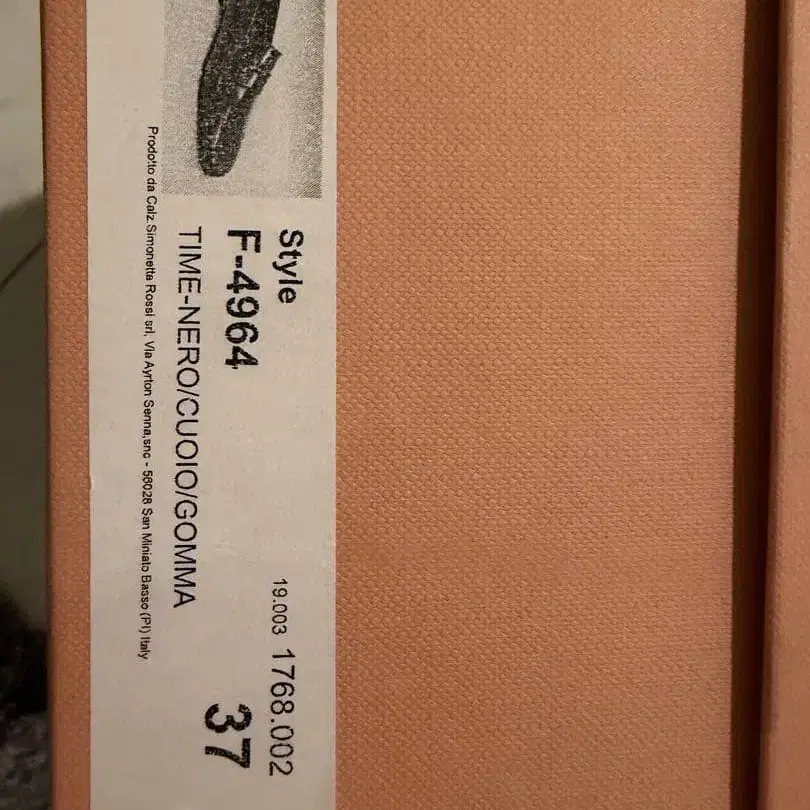 Style
F-4964
TIME-NERO/CUOIO/GOMMA
19.003 1768.002
37
Prodotto da Calz.Simonetta Rossi srl, Via Ayrton Senna,snc - 56028 San Miniato Basso (PI) Italy